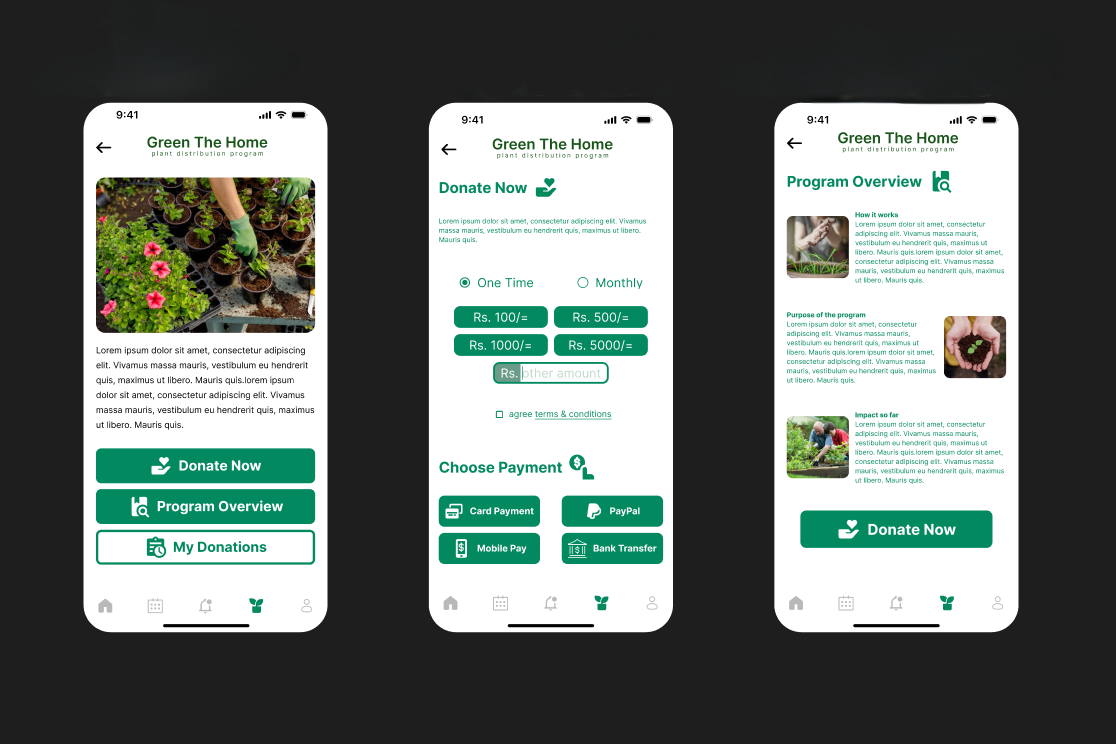 9:41
Green The Home
plant distribution program
Lorem ipsum dolor sit amet, consectetur adipiscing
elit. Vivamus massa mauris, vestibulum eu hendrerit
quis, maximus ut libero. Mauris quis.lorem ipsum
dolor sit amet, consectetur adipiscing elit. Vivamus
massa mauris, vestibulum eu hendrerit quis, maximus
ut libero. Mauris quis.
Donate Now
Program Overview
My Donations
9:41
Green The Home
plant distribution program
Donate Now
Lorem ipsum dolor sit amet, consectetur adipiscing elit. Vivamus
massa mauris, vestibulum eu hendrerit quis, maximus ut libero.
Mauris quis.
One Time
Monthly
Rs. 100/=
Rs. 500/=
Rs. 1000/=
Rs. 5000/=
Rs. other amount
agree terms & conditions
Choose Payment
Card Payment
PayPal
Mobile Pay
Bank Transfer
9:41
Green The Home
plant distribution program
Program Overview
How it works
Lorem ipsum dolor sit amet, consectetur
adipiscing elit. Vivamus massa mauris,
vestibulum eu hendrerit quis, maximus ut
libero. Mauris quis.lorem ipsum dolor sit amet,
consectetur adipiscing elit. Vivamus massa
mauris, vestibulum eu hendrerit quis, maximus
ut libero. Mauris quis.
Purpose of the program
Lorem ipsum dolor sit amet, consectetur
adipiscing elit. Vivamus massa mauris,
vestibulum eu hendrerit quis, maximus ut
libero. Mauris quis.lorem ipsum dolor sit amet,
consectetur adipiscing elit. Vivamus massa
mauris, vestibulum eu hendrerit quis, maximus
ut libero. Mauris quis.
Impact so far
Lorem ipsum dolor sit amet, consectetur
adipiscing elit. Vivamus massa mauris,
vestibulum eu hendrerit quis, maximus ut
libero. Mauris quis.lorem ipsum dolor sit amet,
consectetur adipiscing elit. Vivamus massa
mauris, vestibulum eu hendrerit quis, maximus
ut libero. Mauris quis.
Donate Now